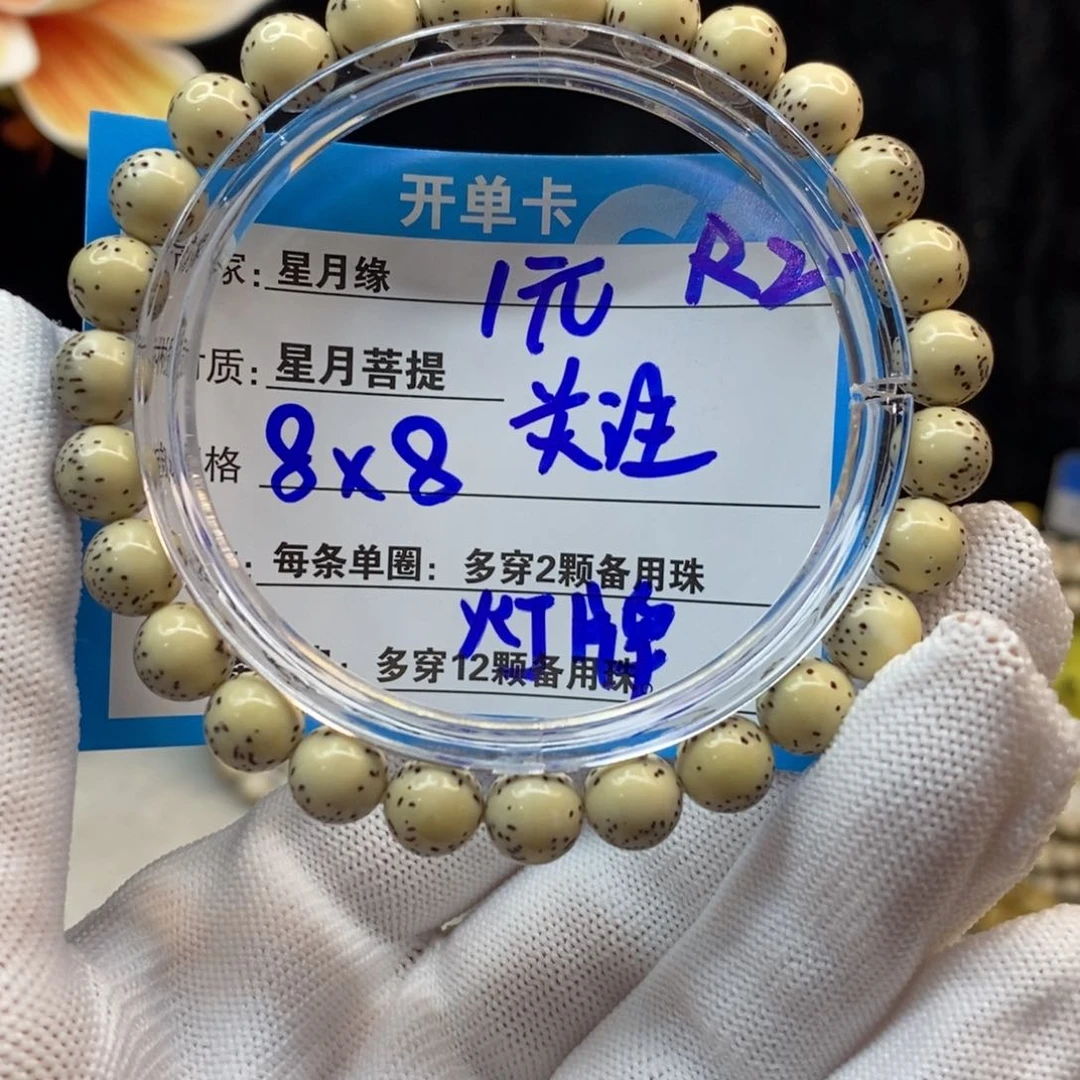 开单卡
R2
家：星月缘
1元
质：星月菩提
关注
格 8x8
每条单圈：多穿2颗备用珠
灯牌
多穿12颗备用珠。